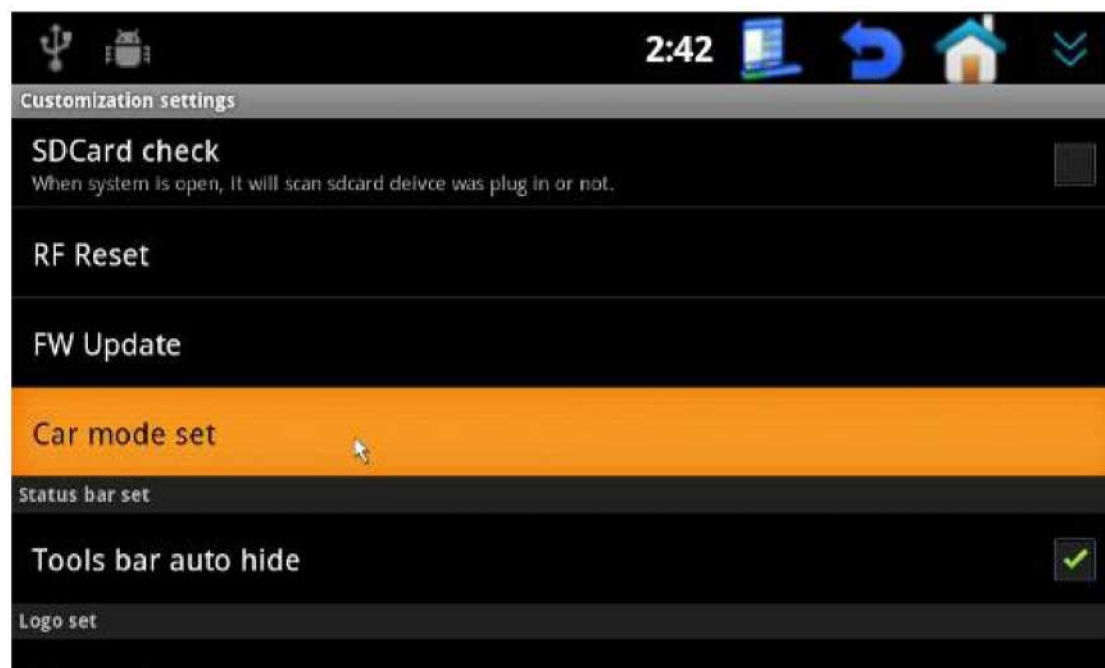 2:42
Customization settings
SDCard check
When system is open, it will scan sdcard deivce was plug in or not.
RF Reset
FW Update
Car mode set
Status bar set
Tools bar auto hide
Logo set